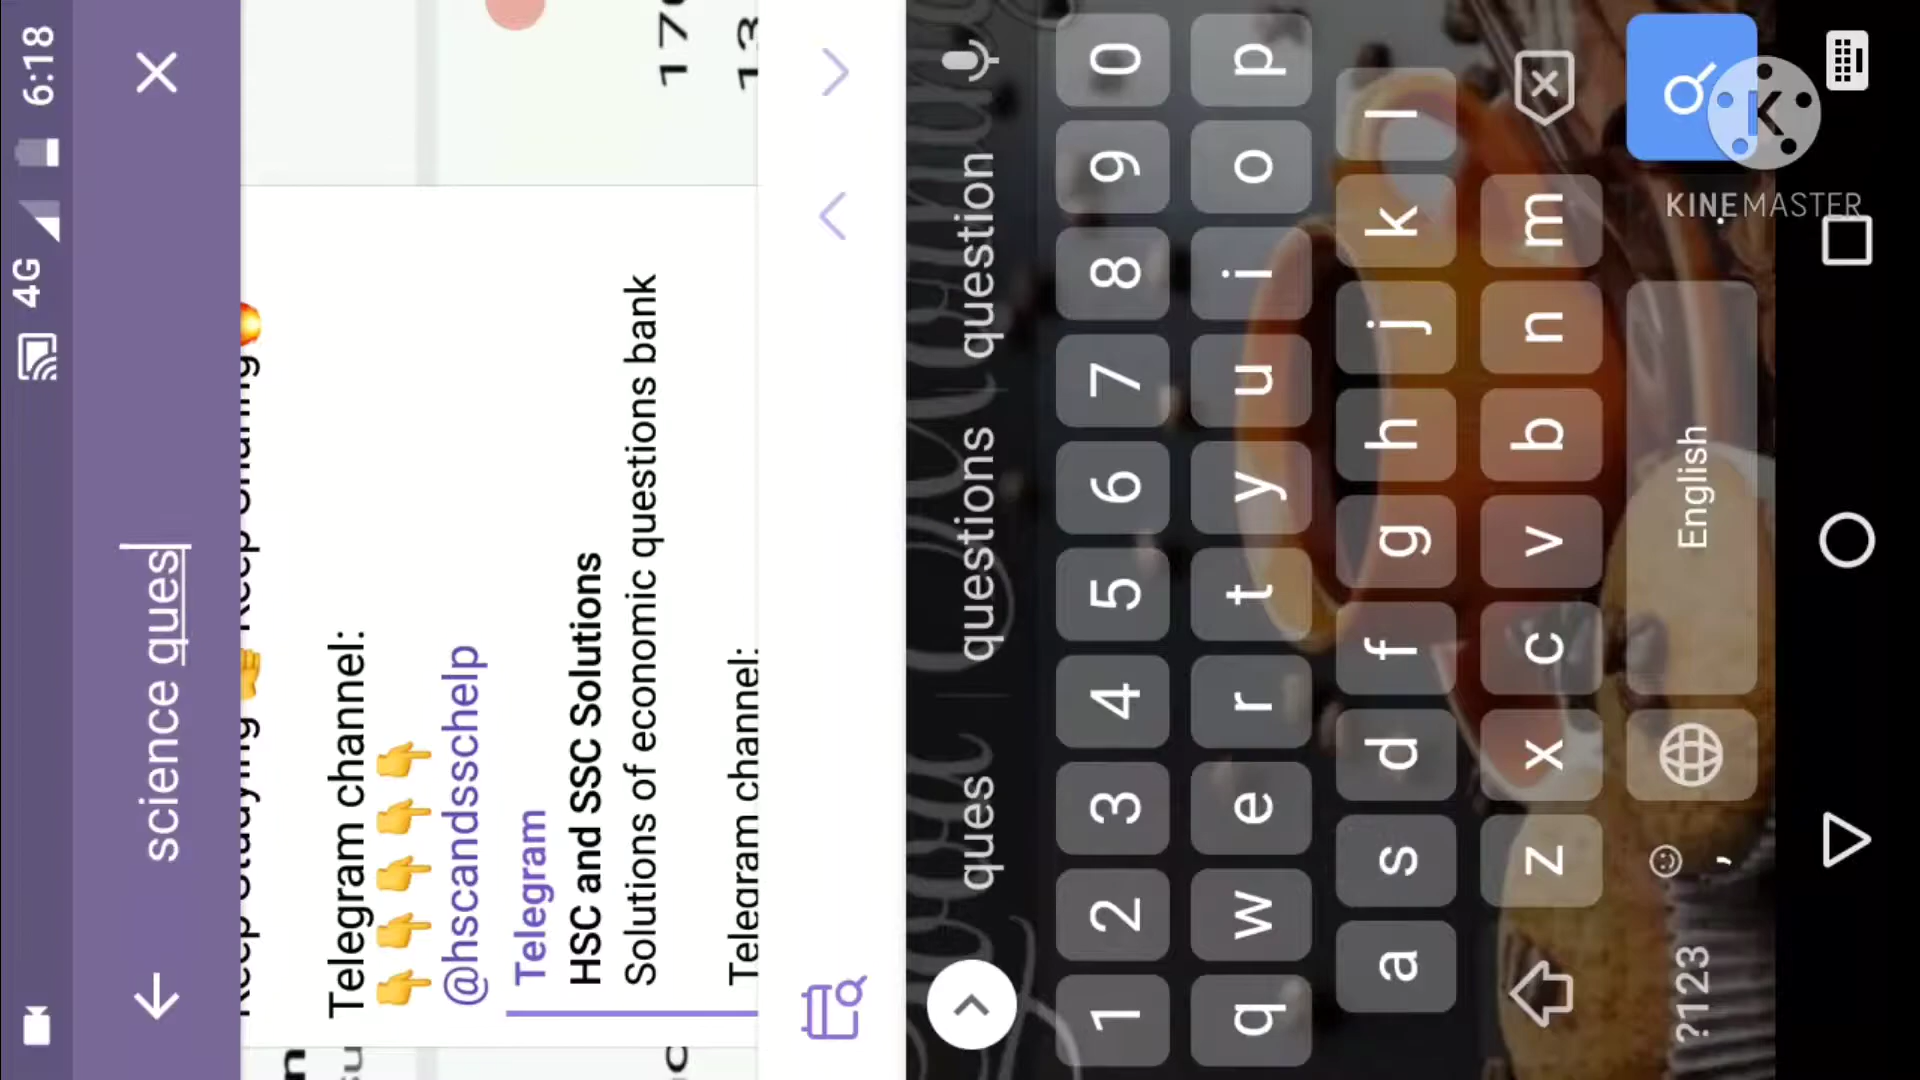 4G 6:18
science ques
Telegram channel:
@hscandsschelp
Telegram
HSC and SSC Solutions
Solutions of economic questions bank
Telegram channel:
ques questions question
1 2 3 4 5 6 7 8 9 0
q w e r t y u i o p
a s d f g h j k l
z x c v b n m
?123 , English .
KINEMASTER